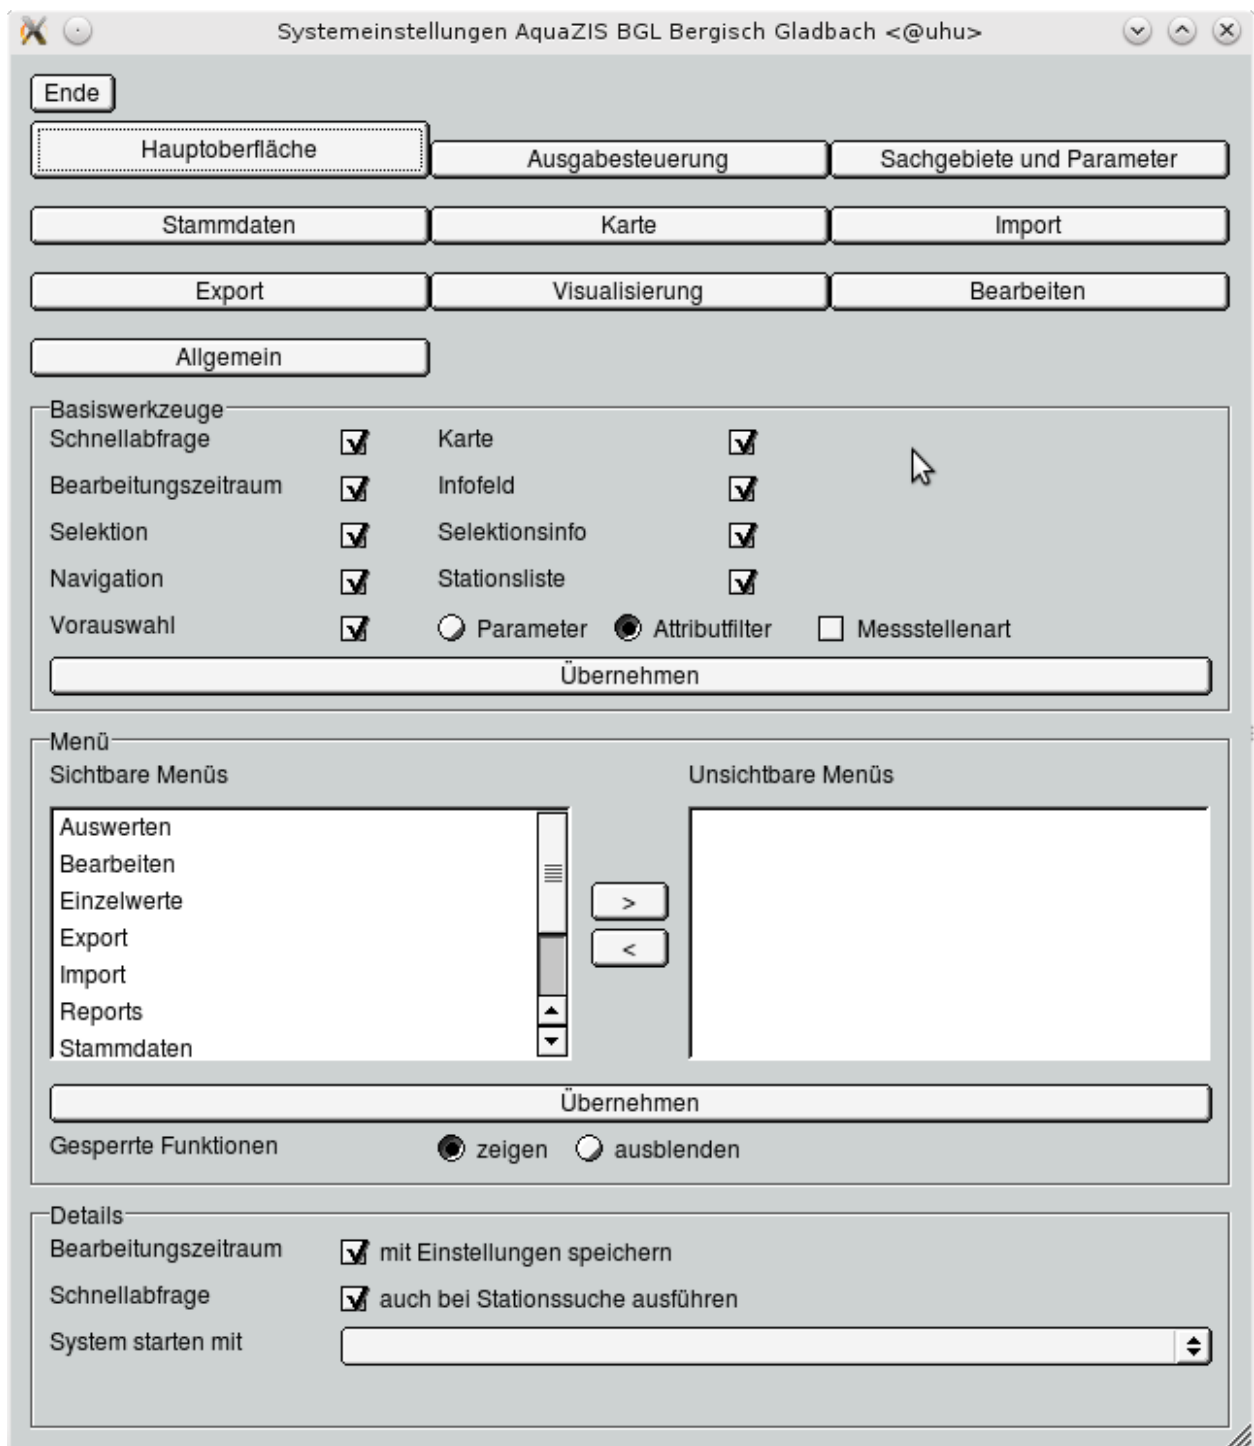 Systemeinstellungen AquaZIS BGL Bergisch Gladbach <@uhu>
Ende
Hauptoberfläche
Ausgabesteuerung
Sachgebiete und Parameter
Stammdaten
Karte
Import
Export
Visualisierung
Bearbeiten
Allgemein
Basiswerkzeuge
Schnellabfrage
Karte
Bearbeitungszeitraum
Infofeld
Selektion
Selektionsinfo
Navigation
Stationsliste
Vorauswahl
Parameter
Attributfilter
Messstellenart
Übernehmen
Menü
Sichtbare Menüs
Unsichtbare Menüs
Auswerten
Bearbeiten
Einzelwerte
Export
Import
Reports
Stammdaten
>
<
Übernehmen
Gesperrte Funktionen
zeigen
ausblenden
Details
Bearbeitungszeitraum
mit Einstellungen speichern
Schnellabfrage
auch bei Stationssuche ausführen
System starten mit